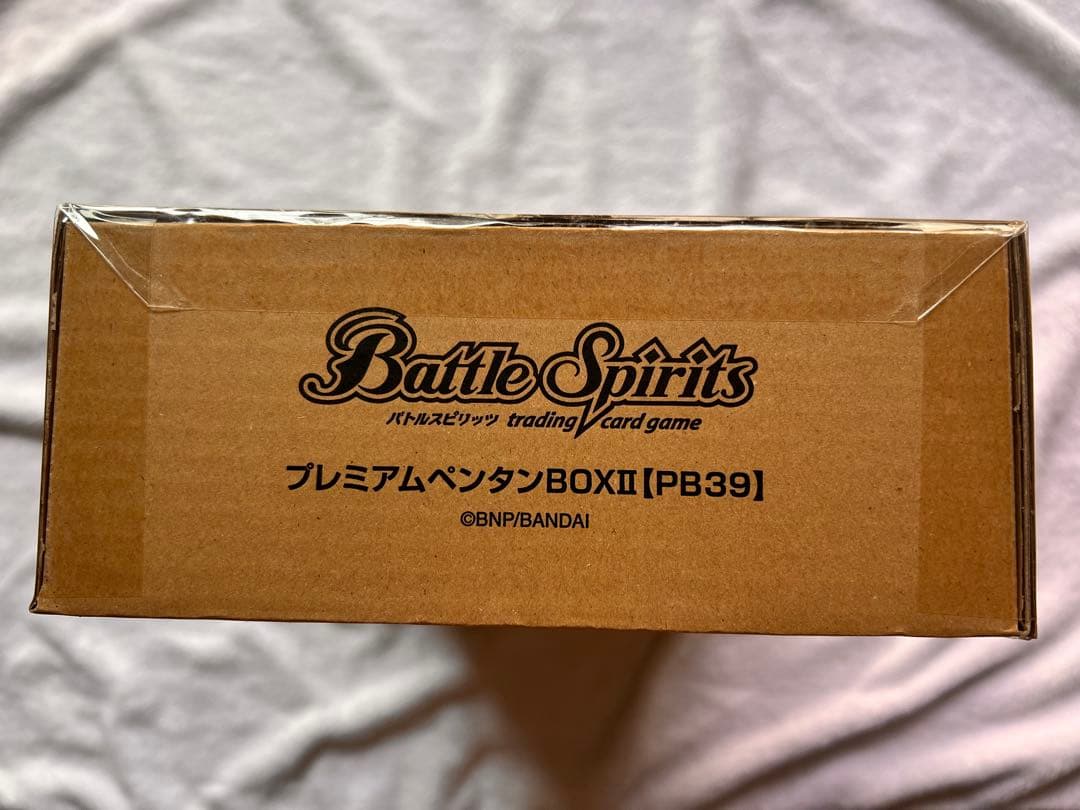 Battle Spirits
バトルスピリッツ trading card game
プレミアムペンタンBOXⅡ【PB39】
©BNP/BANDAI